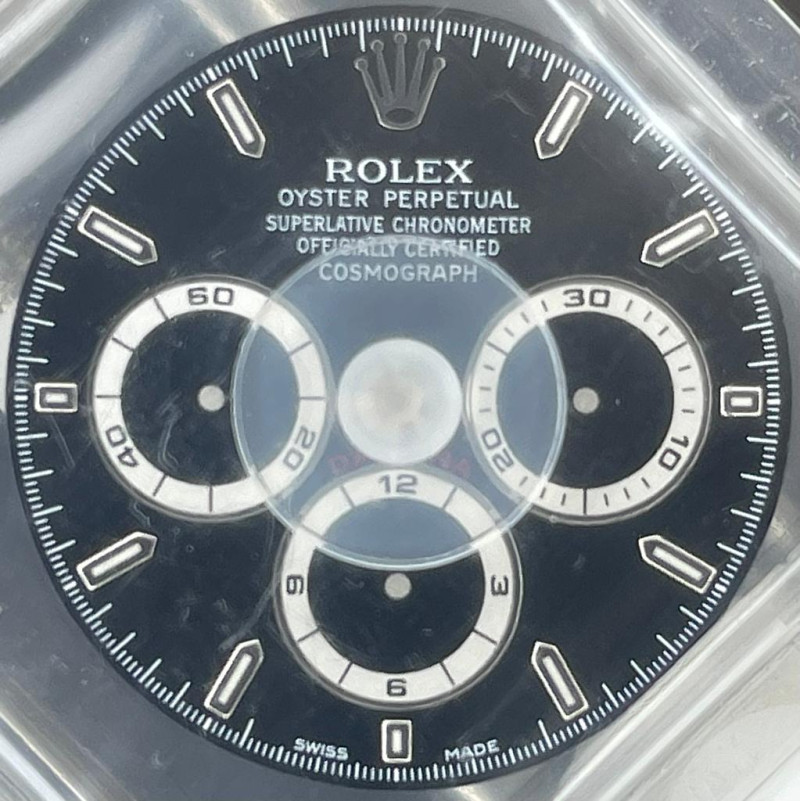 ROLEX
OYSTER PERPETUAL
SUPERLATIVE CHRONOMETER
OFFICIALLY CERTIFIED
COSMOGRAPH
60
20
40
30
10
20
12
3
6
9
SWISS MADE